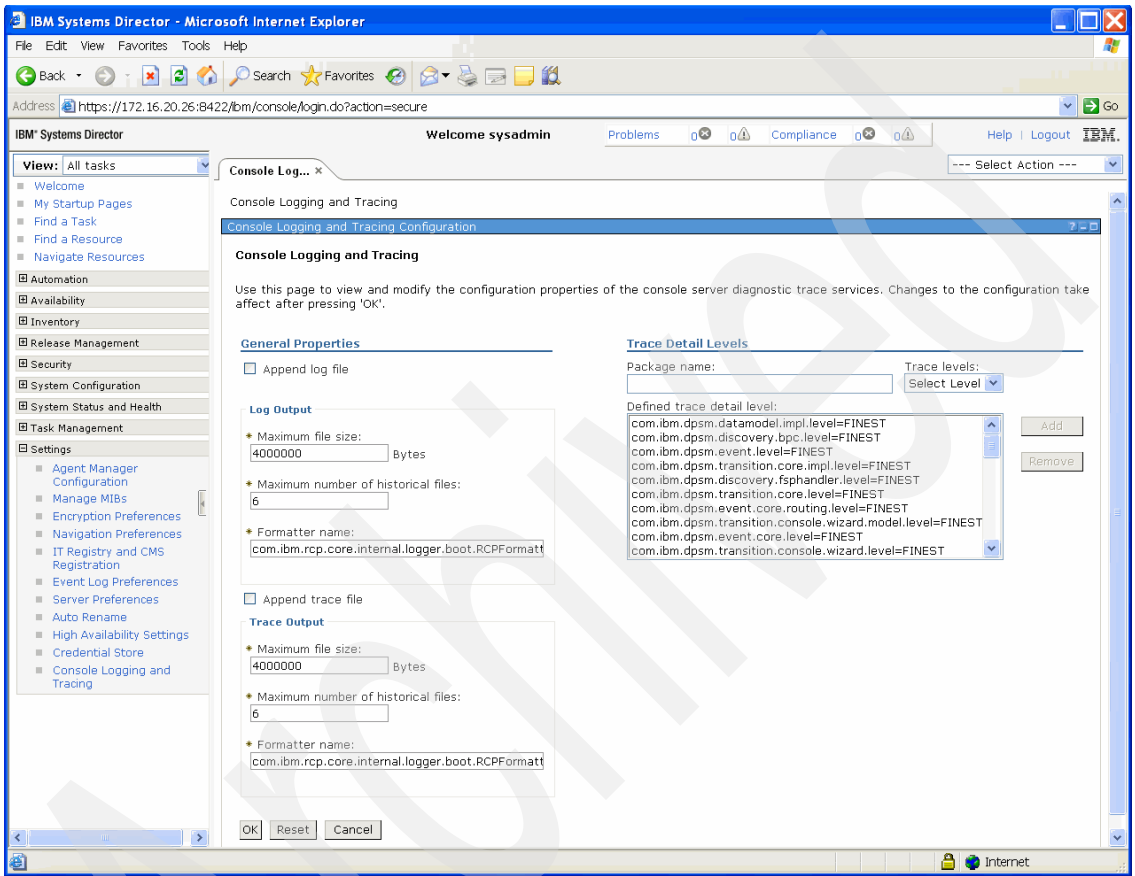 IBM Systems Director - Microsoft Internet Explorer
File Edit View Favorites Tools Help
Back Search Favorites
Address https://172.16.20.26:8422/ibm/console/login.do?action=secure Go
IBM® Systems Director Welcome sysadmin Problems 0 0 Compliance 0 0 Help | Logout IBM.
View: All tasks
Welcome
My Startup Pages
Find a Task
Find a Resource
Navigate Resources
Automation
Availability
Inventory
Release Management
Security
System Configuration
System Status and Health
Task Management
Settings
Agent Manager
Configuration
Manage MIBs
Encryption Preferences
Navigation Preferences
IT Registry and CMS
Registration
Event Log Preferences
Server Preferences
Auto Rename
High Availability Settings
Credential Store
Console Logging and
Tracing
Console Log... ×
--- Select Action ---
Console Logging and Tracing
Console Logging and Tracing Configuration
Console Logging and Tracing
Use this page to view and modify the configuration properties of the console server diagnostic trace services. Changes to the configuration take
affect after pressing 'OK'.
General Properties
Append log file
Log Output
* Maximum file size:
4000000 Bytes
* Maximum number of historical files:
6
* Formatter name:
com.ibm.rcp.core.internal.logger.boot.RCPFormatt
Append trace file
Trace Output
* Maximum file size:
4000000 Bytes
* Maximum number of historical files:
6
* Formatter name:
com.ibm.rcp.core.internal.logger.boot.RCPFormatt
OK Reset Cancel
Trace Detail Levels
Package name: Trace levels:
Select Level
Defined trace detail level:
com.ibm.dpsm.datamodel.impl.level=FINEST
com.ibm.dpsm.discovery.bpc.level=FINEST
com.ibm.dpsm.event.level=FINEST
com.ibm.dpsm.transition.core.impl.level=FINEST
com.ibm.dpsm.discovery.fsphandler.level=FINEST
com.ibm.dpsm.transition.core.level=FINEST
com.ibm.dpsm.event.core.routing.level=FINEST
com.ibm.dpsm.transition.console.wizard.model.level=FINEST
com.ibm.dpsm.event.core.level=FINEST
com.ibm.dpsm.transition.console.wizard.level=FINEST
Add
Remove
Internet
Archived